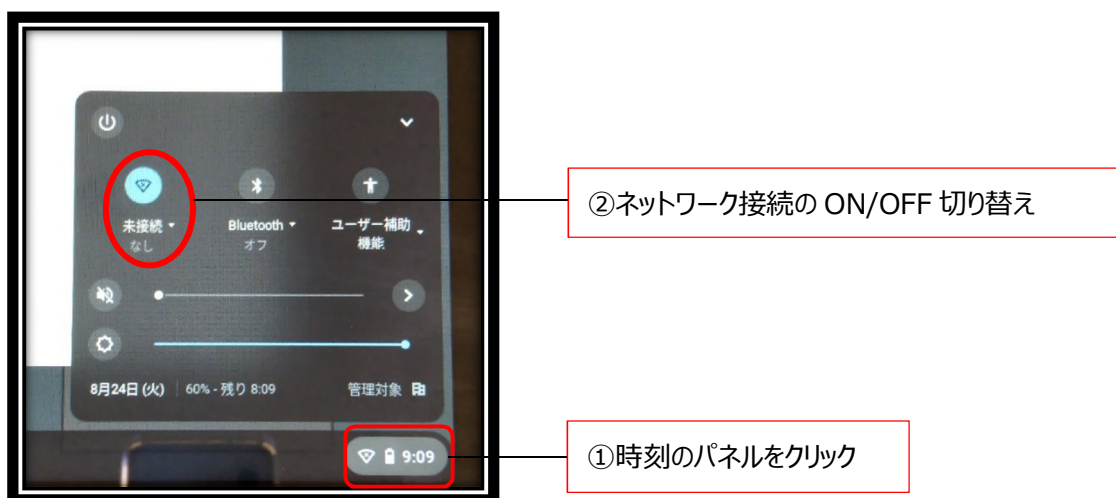 未接続
なし
Bluetooth
オフ
ユーザー補助
機能
8月24日 (火) 60% - 残り 8:09
管理対象
9:09
②ネットワーク接続の ON/OFF 切り替え
①時刻のパネルをクリック